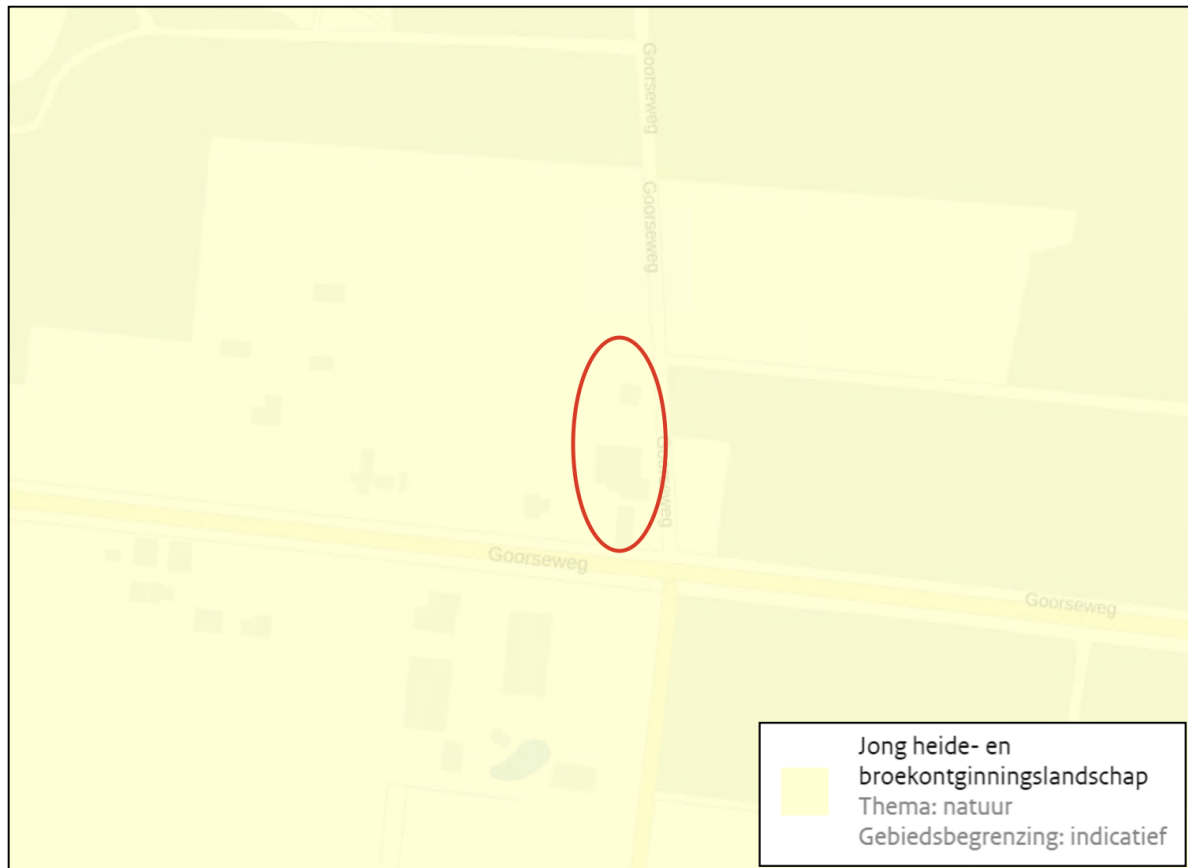 Goorseweg
Goorseweg
Goorseweg
Goorseweg
Goorseweg
Jong heide- en
broekontginningslandschap
Thema: natuur
Gebiedsbegrenzing: indicatief